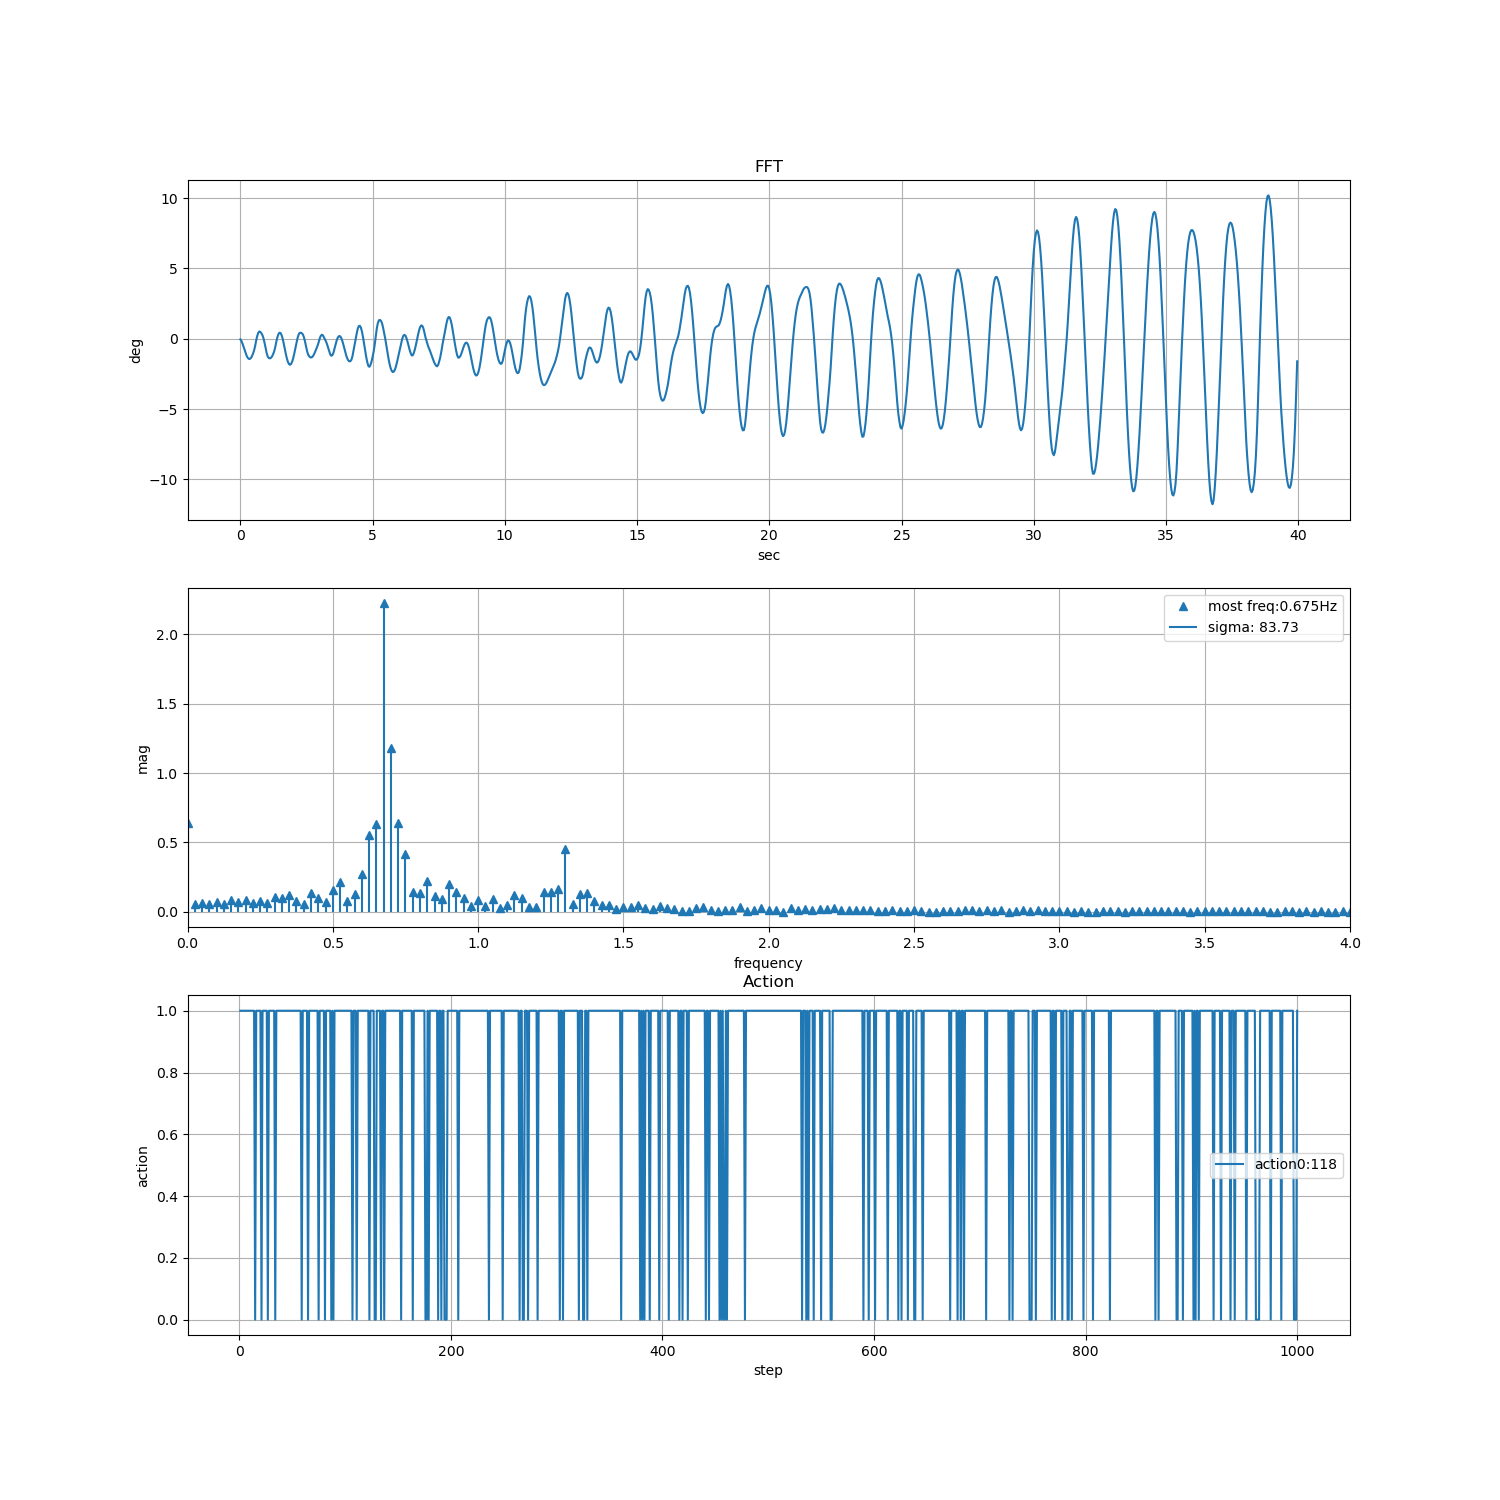 FFT
10
5
0
−5
−10
deg
0 5 10 15 20 25 30 35 40
sec
most freq:0.675Hz
sigma: 83.73
2.0
1.5
1.0
0.5
0.0
mag
0.0 0.5 1.0 1.5 2.0 2.5 3.0 3.5 4.0
frequency
Action
1.0
0.8
0.6
0.4
0.2
0.0
action
action0:118
0 200 400 600 800 1000
step